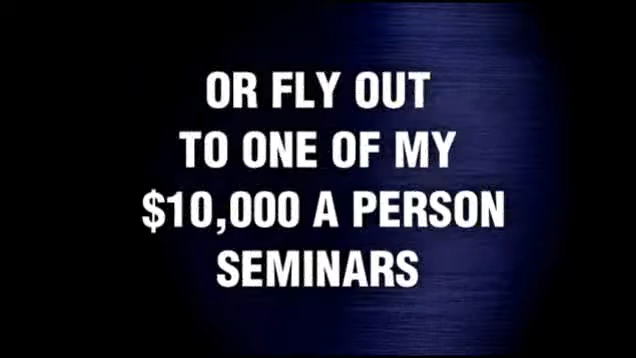 OR FLY OUT
TO ONE OF MY
$10,000 A PERSON
SEMINARS